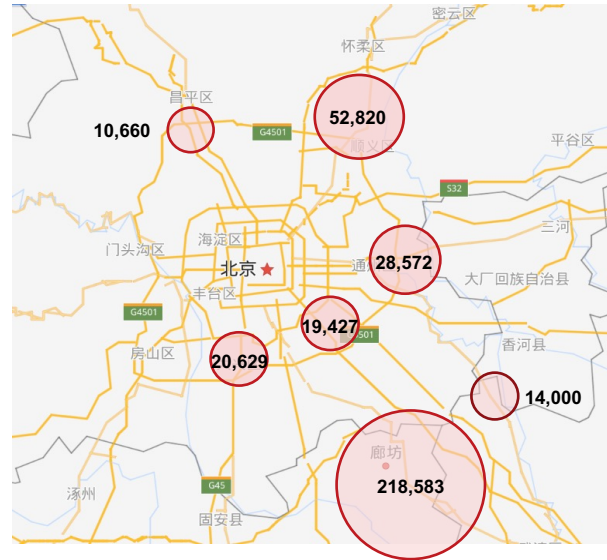 密云区
怀柔区
昌平区
10,660
52,820
G4501
顺义区
平谷区
S32
三河
海淀区
门头沟区
北京
通州
28,572
大厂回族自治县
丰台区
G4501
19,427
4501
香河县
房山区
20,629
14,000
廊坊
218,583
涿州
G45
固安县